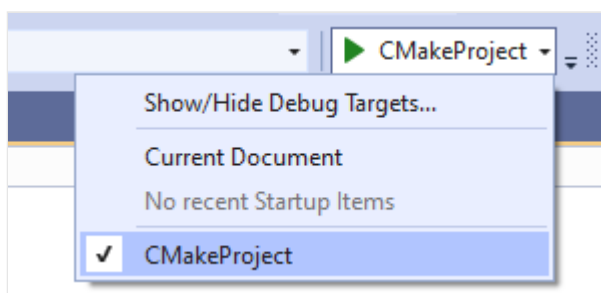 CMakeProject
Show/Hide Debug Targets...
Current Document
No recent Startup Items
CMakeProject